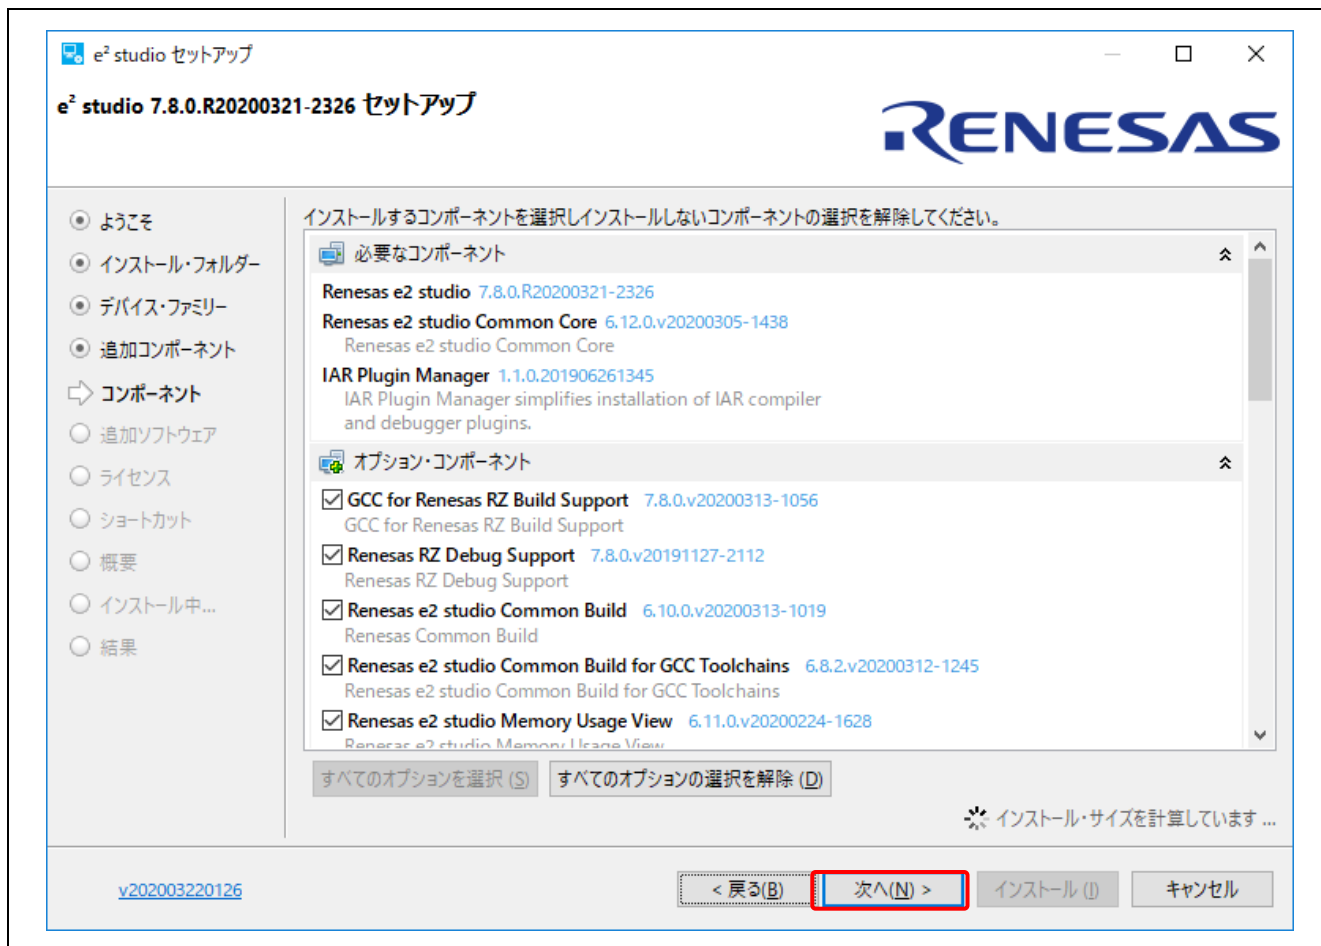 e² studio セットアップ
e² studio 7.8.0.R20200321-2326 セットアップ
RENESAS
ようこそ
インストール・フォルダー
デバイス・ファミリー
追加コンポーネント
コンポーネント
追加ソフトウェア
ライセンス
ショートカット
概要
インストール中...
結果
インストールするコンポーネントを選択しインストールしないコンポーネントの選択を解除してください。
必要なコンポーネント
Renesas e2 studio 7.8.0.R20200321-2326
Renesas e2 studio Common Core 6.12.0.v20200305-1438
Renesas e2 studio Common Core
IAR Plugin Manager 1.1.0.201906261345
IAR Plugin Manager simplifies installation of IAR compiler
and debugger plugins.
オプション・コンポーネント
GCC for Renesas RZ Build Support 7.8.0.v20200313-1056
GCC for Renesas RZ Build Support
Renesas RZ Debug Support 7.8.0.v20191127-2112
Renesas RZ Debug Support
Renesas e2 studio Common Build 6.10.0.v20200313-1019
Renesas Common Build
Renesas e2 studio Common Build for GCC Toolchains 6.8.2.v20200312-1245
Renesas e2 studio Common Build for GCC Toolchains
Renesas e2 studio Memory Usage View 6.11.0.v20200224-1628
Renesas e2 studio Memory Usage View
すべてのオプションを選択 (S) すべてのオプションの選択を解除 (D)
インストール・サイズを計算しています ...
v202003220126
< 戻る(B) 次へ(N) > インストール (I) キャンセル